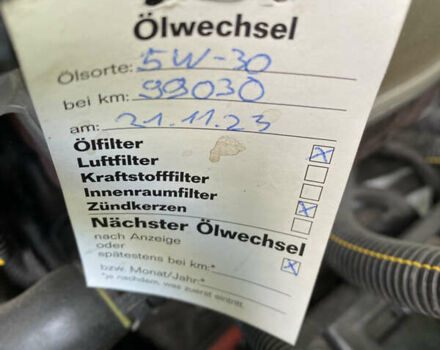 Ölwechsel
Ölsorte: 5W-30
bei km: 99030
am: 21.11.23
Ölfilter
Luftfilter
Kraftstofffilter
Innenraumfilter
Zündkerzen
Nächster Ölwechsel
nach Anzeige
oder
spätestens bei km:*
bzw. Monat/Jahr:*
*je nachdem, was zuerst eintritt.